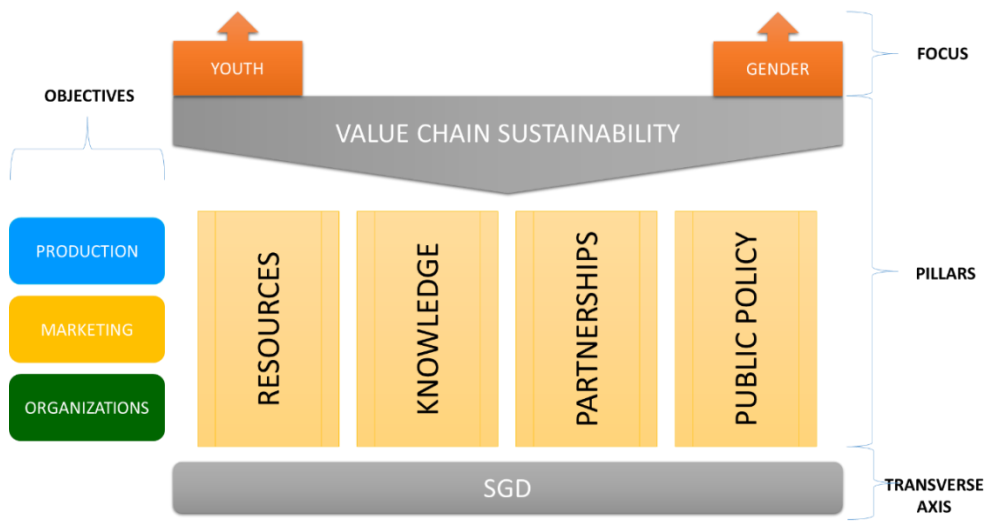 YOUTH
GENDER
FOCUS
OBJECTIVES
VALUE CHAIN SUSTAINABILITY
PRODUCTION
MARKETING
ORGANIZATIONS
RESOURCES
KNOWLEDGE
PARTNERSHIPS
PUBLIC POLICY
PILLARS
SGD
TRANSVERSE
AXIS